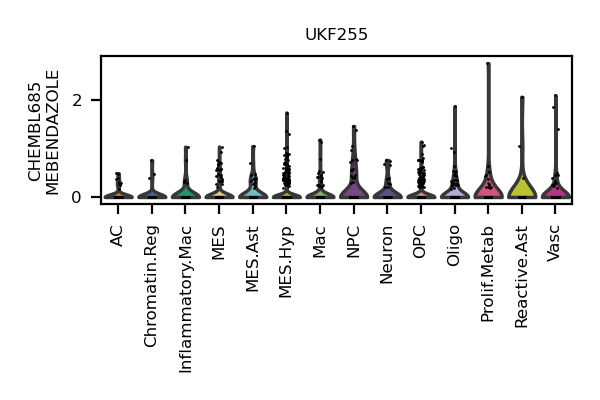 UKF255
CHEMBL685
MEBENDAZOLE
2
0
AC
Chromatin.Reg
Inflammatory.Mac
MES
MES.Ast
MES.Hyp
Mac
NPC
Neuron
OPC
Oligo
Prolif.Metab
Reactive.Ast
Vasc